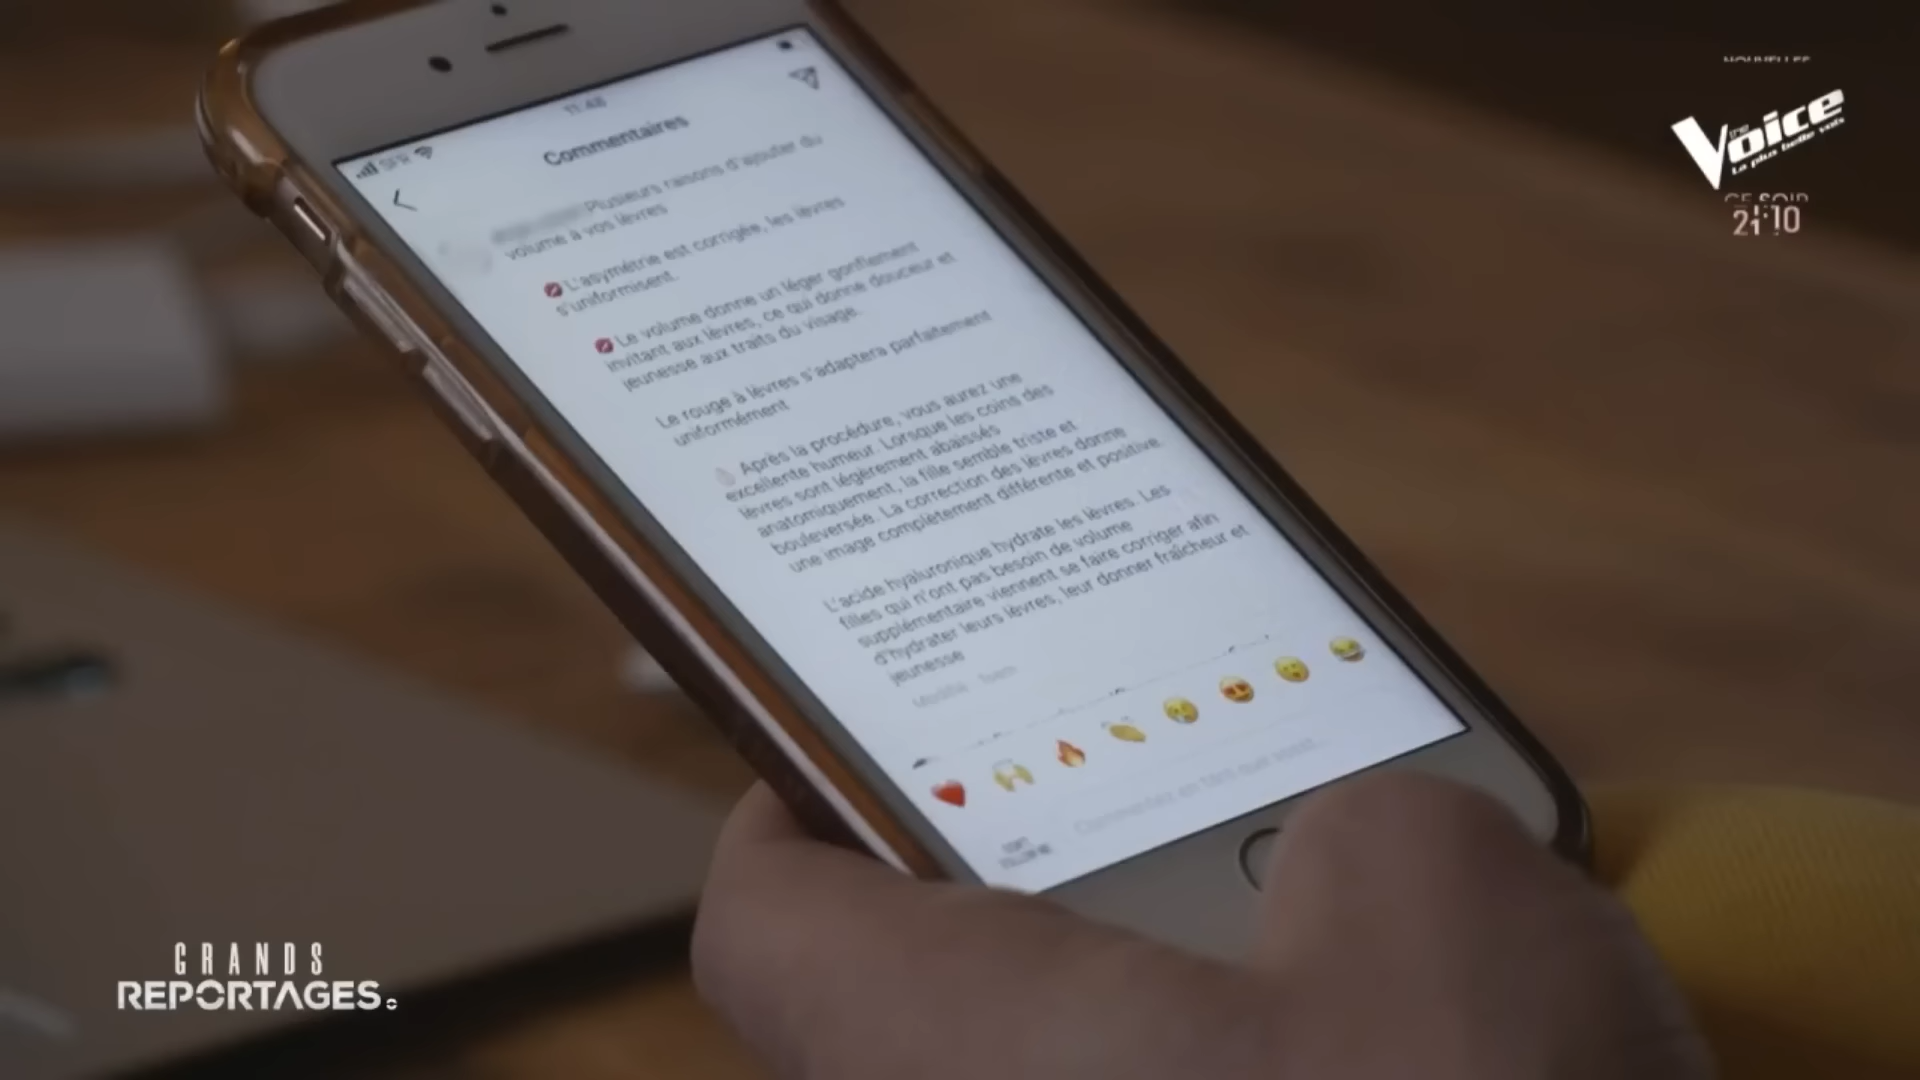 NOUVELLES
the Voice
La plus belle voix
CE SOIR
21:10
SFR
11:48
Commentaires
Plusieurs raisons d'ajouter du
volume à vos lèvres
L'asymétrie est corrigée, les lèvres
s'uniformisent.
Le volume donne un léger gonflement
invitant aux lèvres, ce qui donne douceur et
jeunesse aux traits du visage.
Le rouge à lèvres s'adaptera parfaitement
uniformément
Après la procédure, vous aurez une
excellente humeur. Lorsque les coins des
lèvres sont légèrement abaissés
anatomiquement, la fille semble triste et
bouleversée. La correction des lèvres donne
une image complètement différente et positive.
L'acide hyaluronique hydrate les lèvres. Les
filles qui n'ont pas besoin de volume
supplémentaire viennent se faire corriger afin
d'hydrater leurs lèvres, leur donner fraîcheur et
jeunesse
GRANDS
REPORTAGES